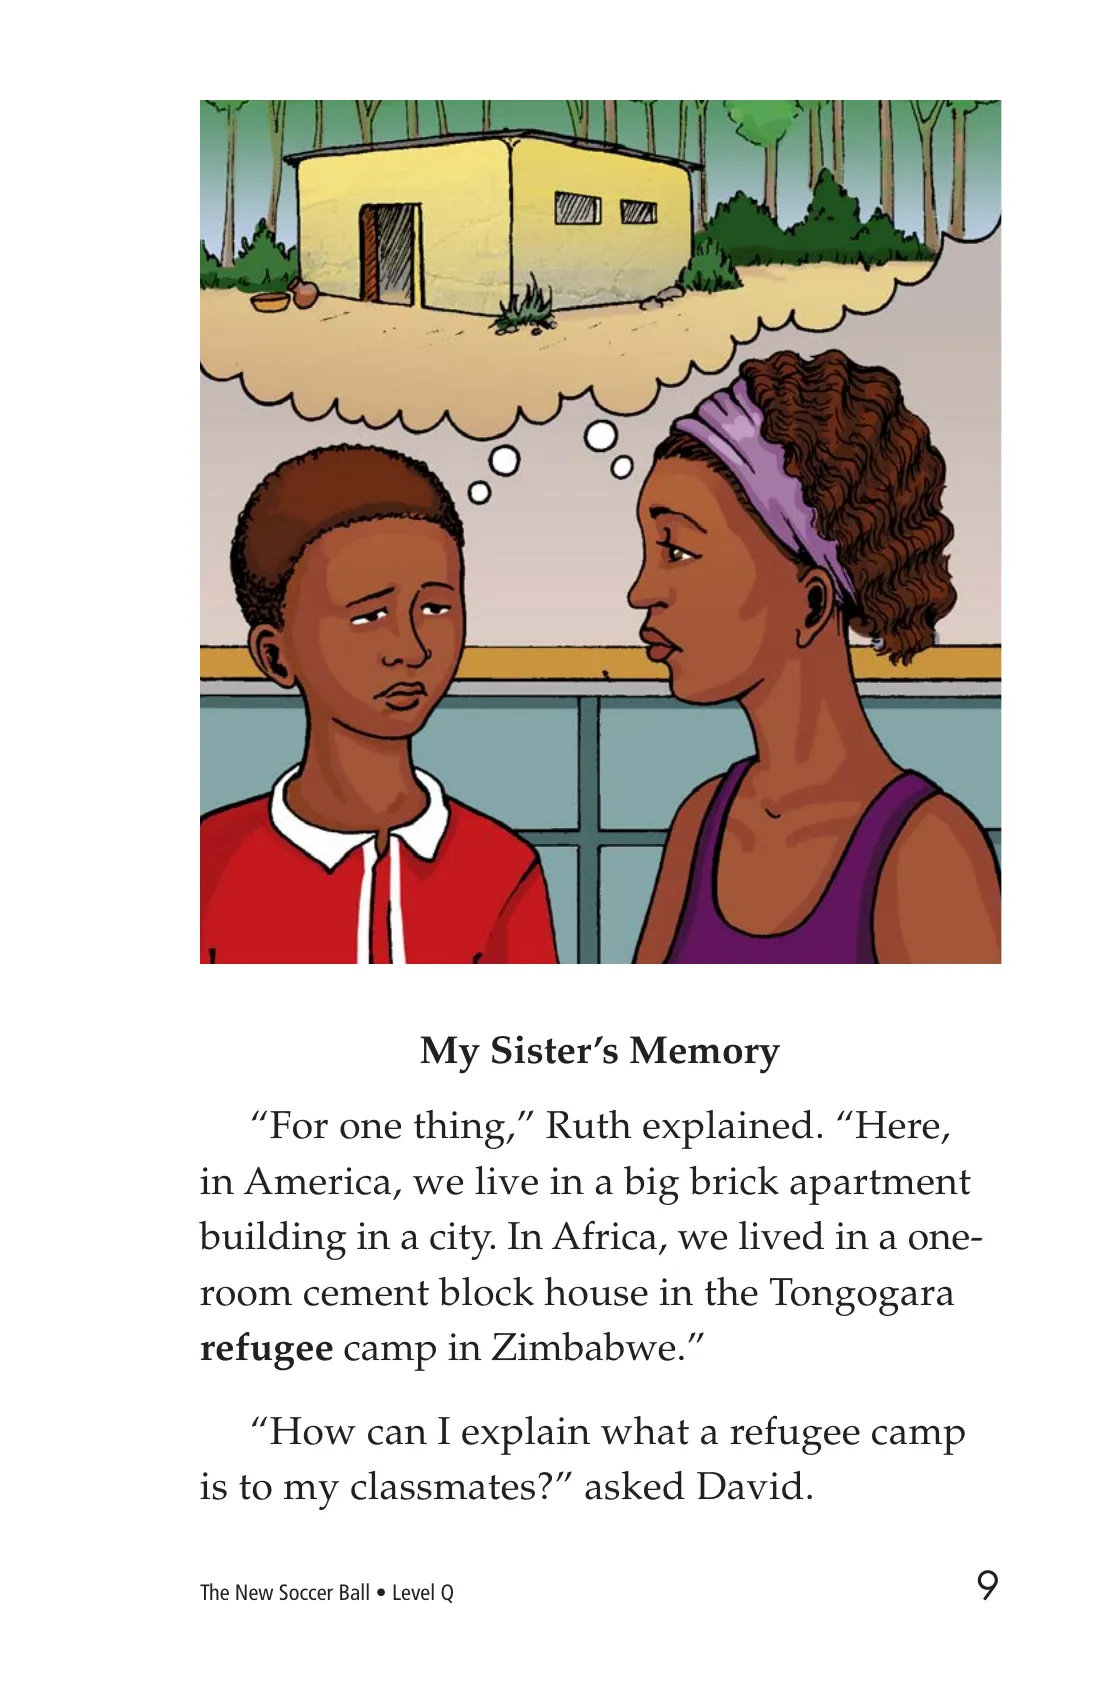 My Sister’s Memory
“For one thing,” Ruth explained. “Here,
in America, we live in a big brick apartment
building in a city. In Africa, we lived in a one-
room cement block house in the Tongogara
refugee camp in Zimbabwe.”
“How can I explain what a refugee camp
is to my classmates?” asked David.
The New Soccer Ball • Level Q
9